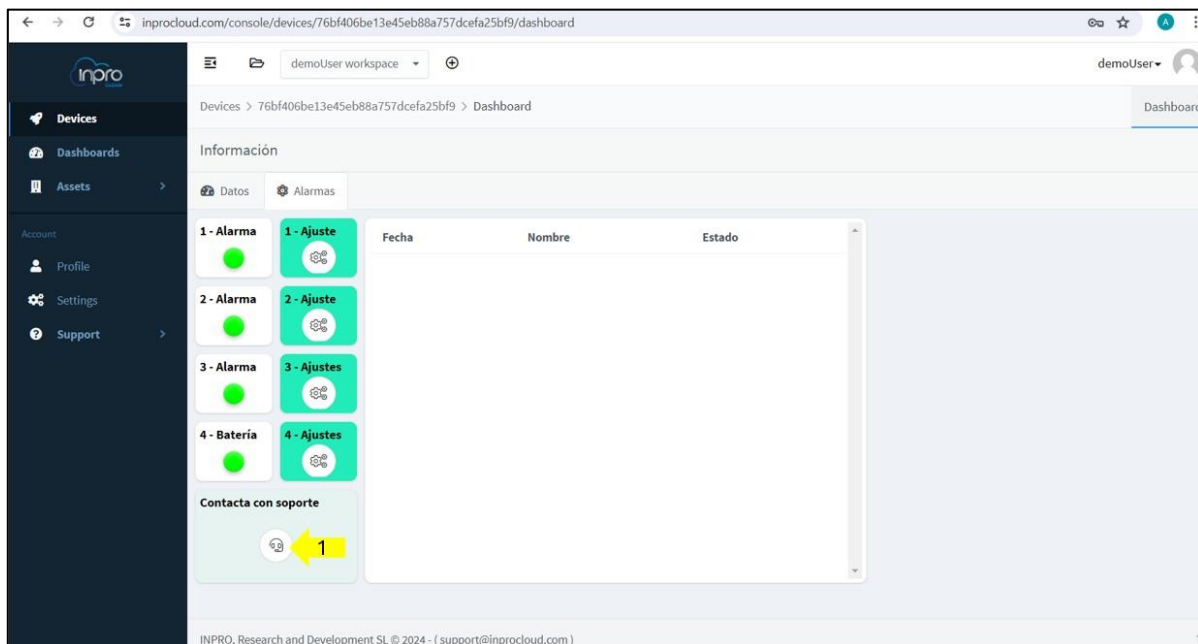 inprocloud.com/console/devices/76bf406be13e45eb88a757dcefa25bf9/dashboard
A
inpro
demoUser workspace
demoUser
Devices > 76bf406be13e45eb88a757dcefa25bf9 > Dashboard
Dashboard
Devices
Dashboards
Assets
Account
Profile
Settings
Support
Información
Datos
Alarmas
1 - Alarma
1 - Ajuste
2 - Alarma
2 - Ajuste
3 - Alarma
3 - Ajustes
4 - Batería
4 - Ajustes
Contacta con soporte
1
Fecha Nombre Estado
INPRO, Research and Development SL © 2024 - ( support@inprocloud.com )